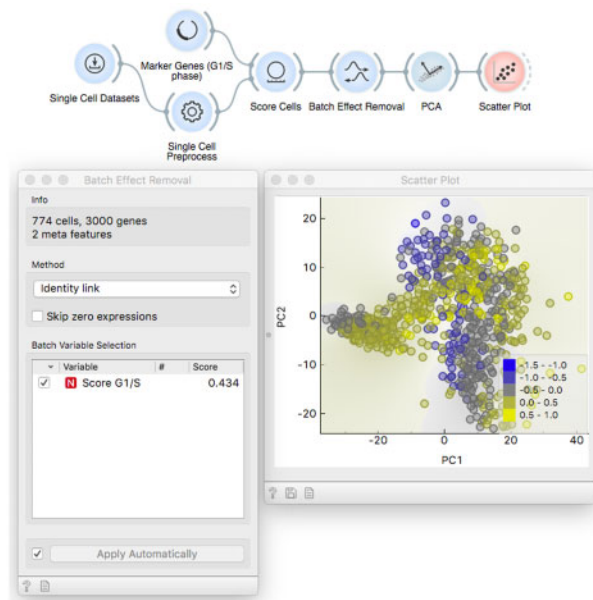 Marker Genes (G1/S
phase)
Single Cell Datasets
Score Cells
Batch Effect Removal
PCA
Scatter Plot
Single Cell
Preprocess
Batch Effect Removal
Info
774 cells, 3000 genes
2 meta features
Method
Identity link
Skip zero expressions
Batch Variable Selection
Variable # Score
N Score G1/S 0.434
Apply Automatically
?
Scatter Plot
20
10
0
-10
-20
PC2
-1.5 - -1.0
-1.0 - -0.5
-0.5 - 0.0
0.0 - 0.5
0.5 - 1.0
-20 0 20 40
PC1
?